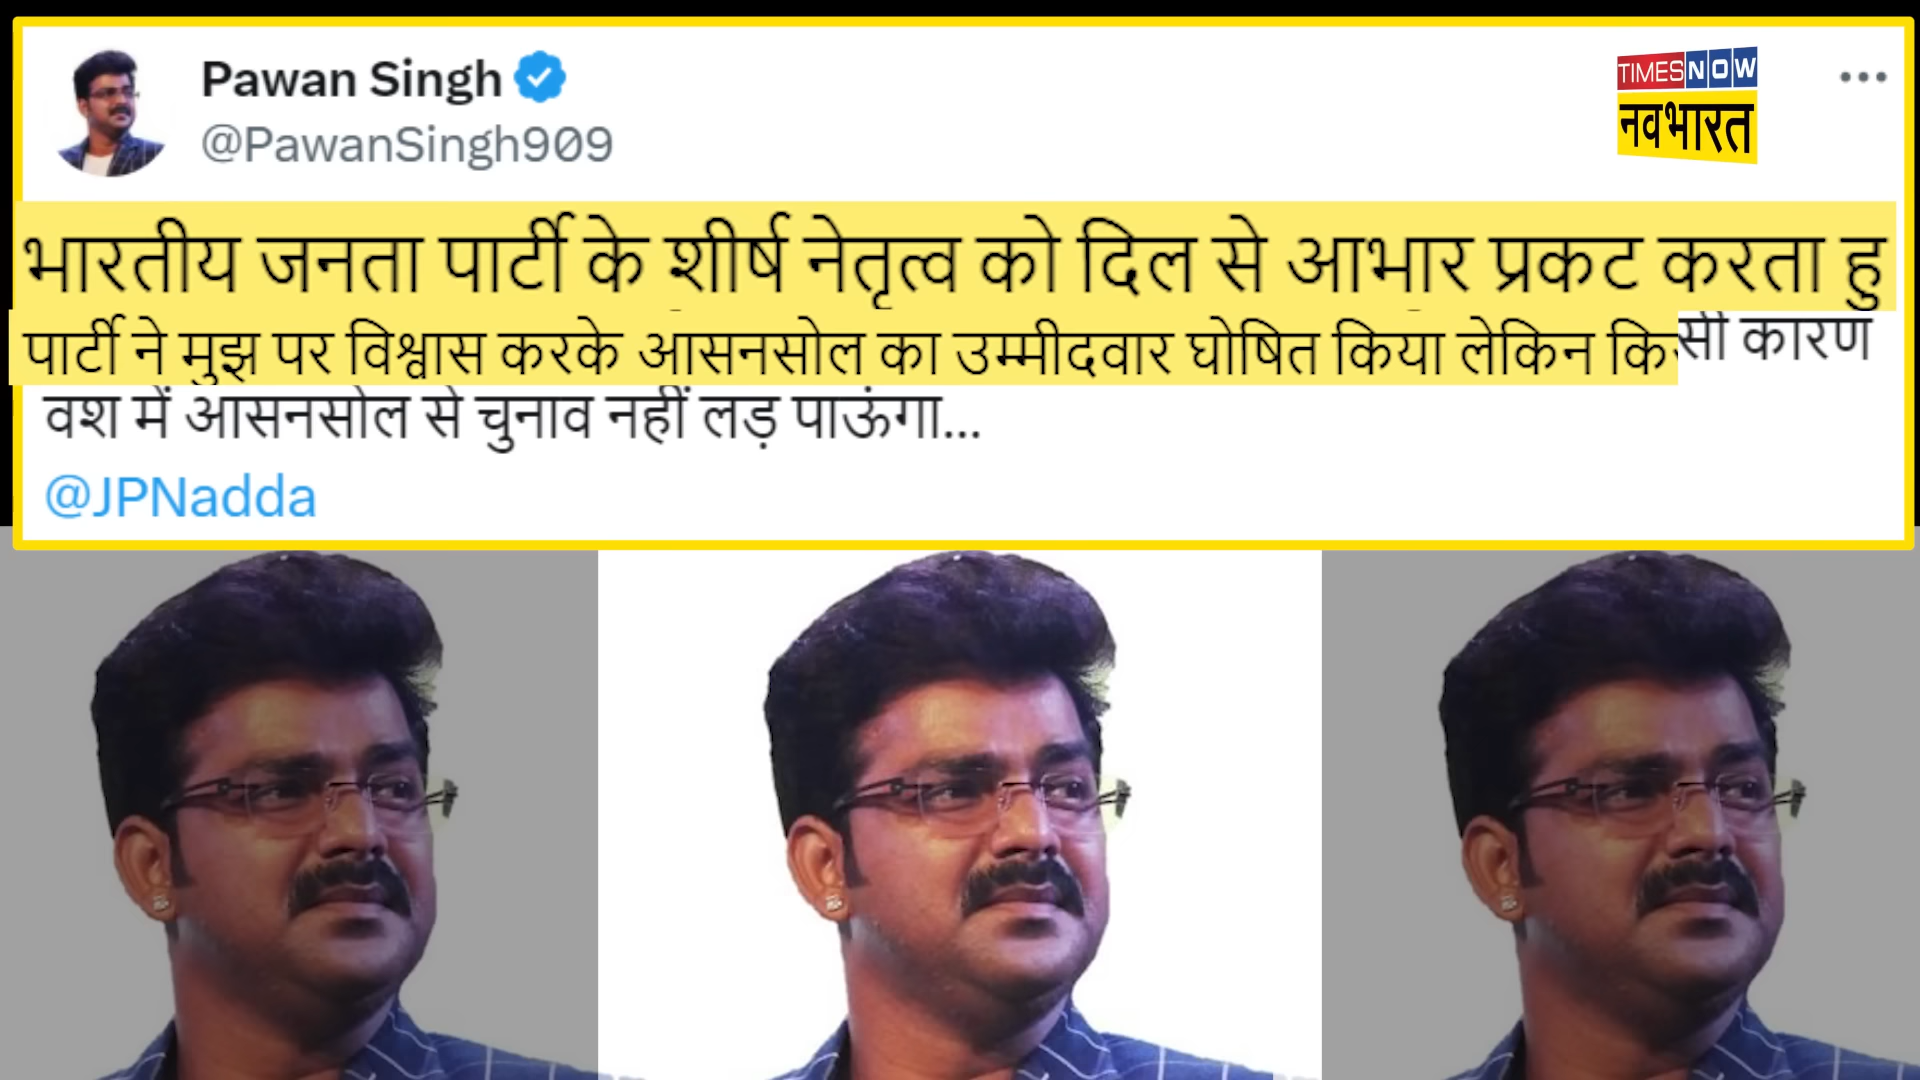 Pawan Singh
@PawanSingh909
TIMES NOW
नवभारत
भारतीय जनता पार्टी के शीर्ष नेतृत्व को दिल से आभार प्रकट करता हु
पार्टी ने मुझ पर विश्वास करके आसनसोल का उम्मीदवार घोषित किया लेकिन किसी कारण
वश में आसनसोल से चुनाव नहीं लड़ पाऊंगा...
@JPNadda